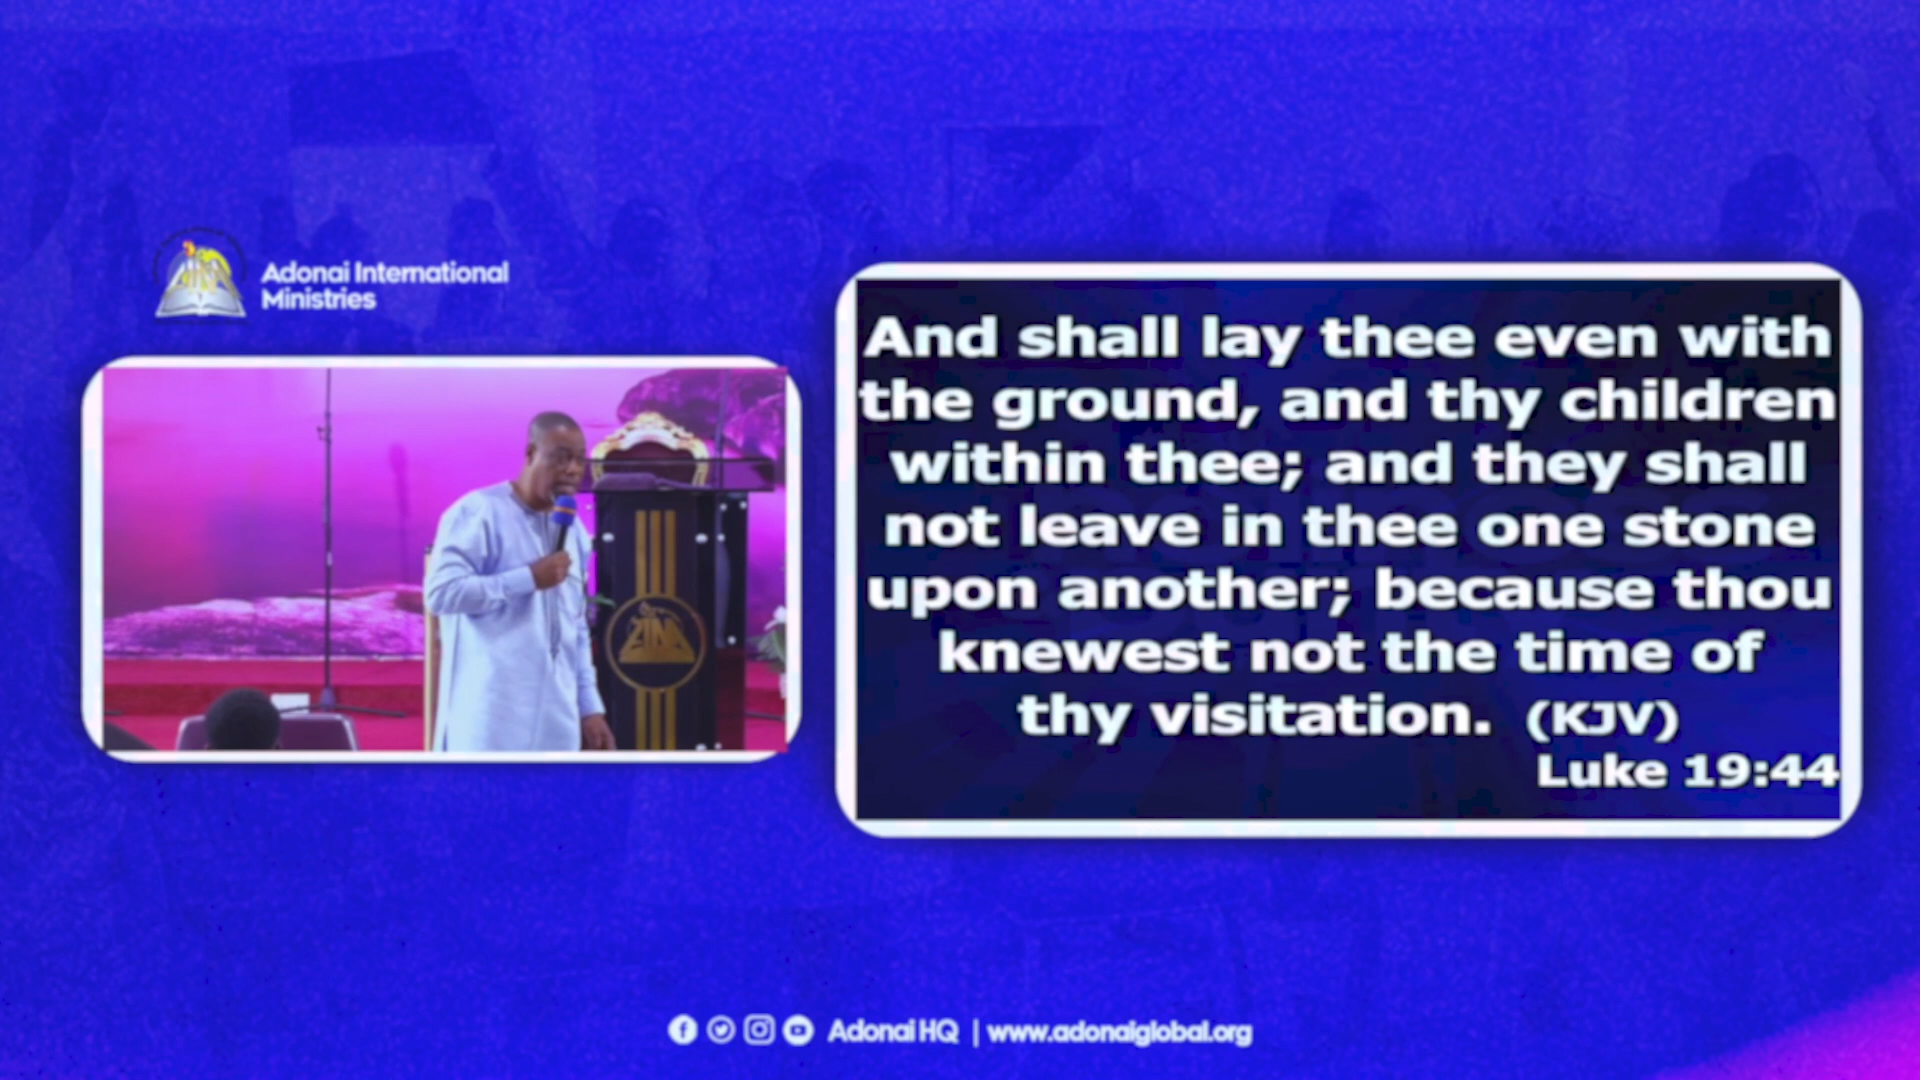 Adonai International
Ministries
And shall lay thee even with
the ground, and thy children
within thee; and they shall
not leave in thee one stone
upon another; because thou
knewest not the time of
thy visitation. (KJV)
Luke 19:44
AIM
Adonai HQ | www.adonaiglobal.org